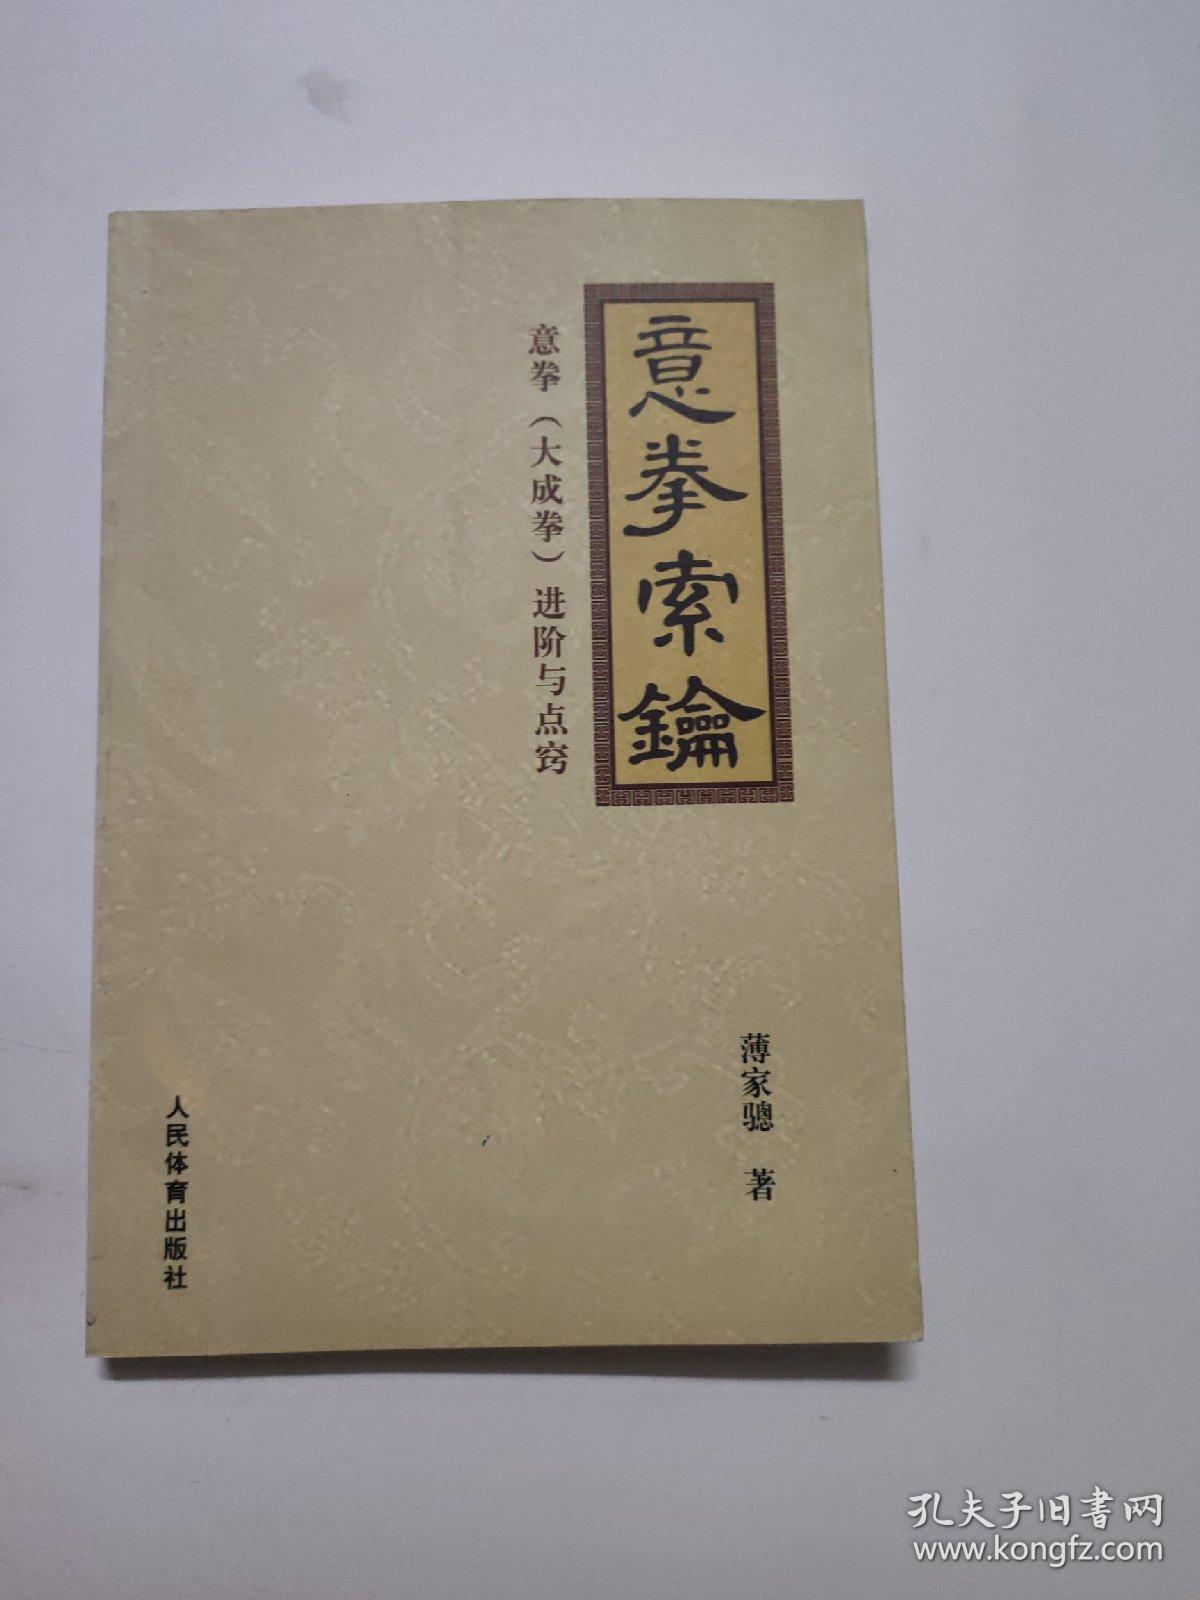 意拳索鑰
意拳（大成拳）进阶与点窍
薄家驄 著
人民体育出版社
孔夫子旧书网
www.kongfz.com